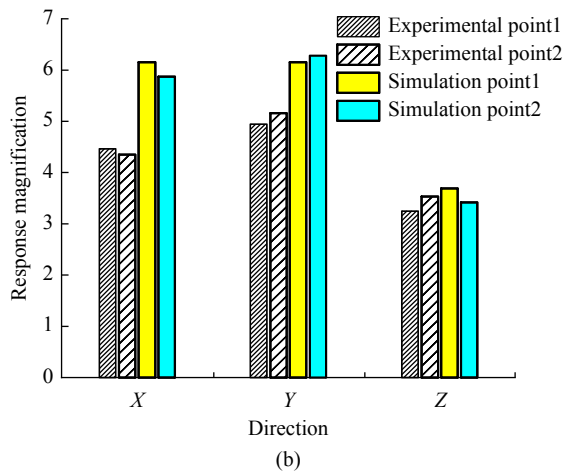 7
6
5
4
3
2
1
0
Response magnification
Experimental point1
Experimental point2
Simulation point1
Simulation point2
X Y Z
Direction
(b)